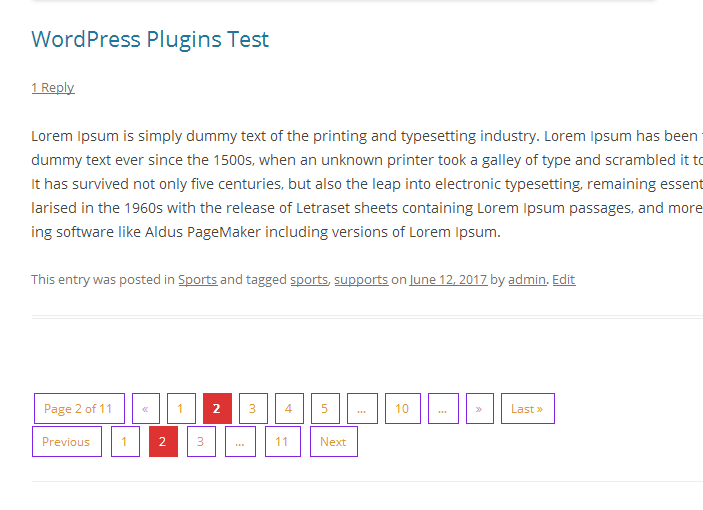 WordPress Plugins Test
1 Reply
Lorem Ipsum is simply dummy text of the printing and typesetting industry. Lorem Ipsum has been
dummy text ever since the 1500s, when an unknown printer took a galley of type and scrambled it to
It has survived not only five centuries, but also the leap into electronic typesetting, remaining essent
larised in the 1960s with the release of Letraset sheets containing Lorem Ipsum passages, and more
ing software like Aldus PageMaker including versions of Lorem Ipsum.
This entry was posted in Sports and tagged sports, supports on June 12, 2017 by admin. Edit
Page 2 of 11 « 1 2 3 4 5 ... 10 ... » Last »
Previous 1 2 3 ... 11 Next